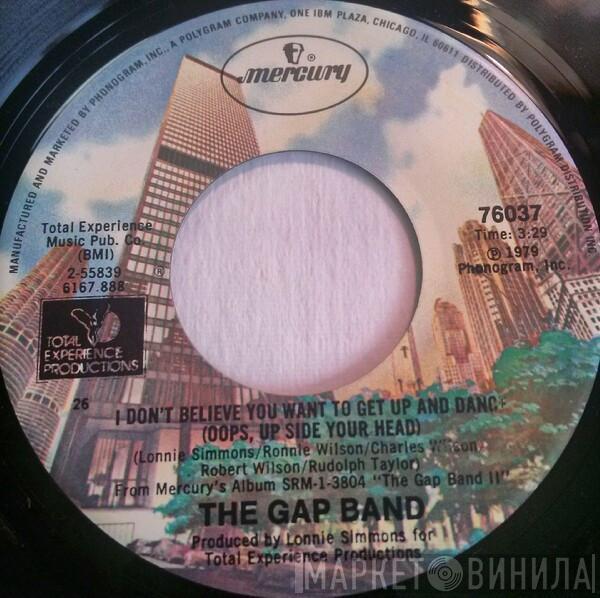 MANUFACTURED AND MARKETED BY PHONOGRAM, INC., A POLYGRAM COMPANY, ONE IBM PLAZA, CHICAGO, IL 60611 DISTRIBUTED BY POLYGRAM DISTRIBUTION, INC
mercury ®
Total Experience
Music Pub. Co.
(BMI)
2-55839 ®
6167.888
76037
Time: 3:29
℗ 1979
Phonogram, Inc.
TOTAL
EXPERIENCE
PRODUCTIONS
26
I DON'T BELIEVE YOU WANT TO GET UP AND DANCE
(OOPS, UP SIDE YOUR HEAD)
(Lonnie Simmons/Ronnie Wilson/Charles Wilson/
Robert Wilson/Rudolph Taylor)
From Mercury's Album SRM-1-3804 "The Gap Band II"
THE GAP BAND
Produced by Lonnie Simmons for
Total Experience Productions
МАРКЕТ ВИНИЛА